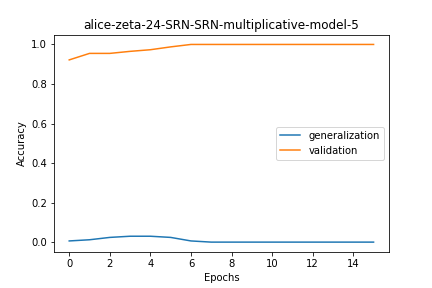 alice-zeta-24-SRN-SRN-multiplicative-model-5
1.0
0.8
0.6
0.4
0.2
0.0
Accuracy
generalization
validation
0 2 4 6 8 10 12 14
Epochs